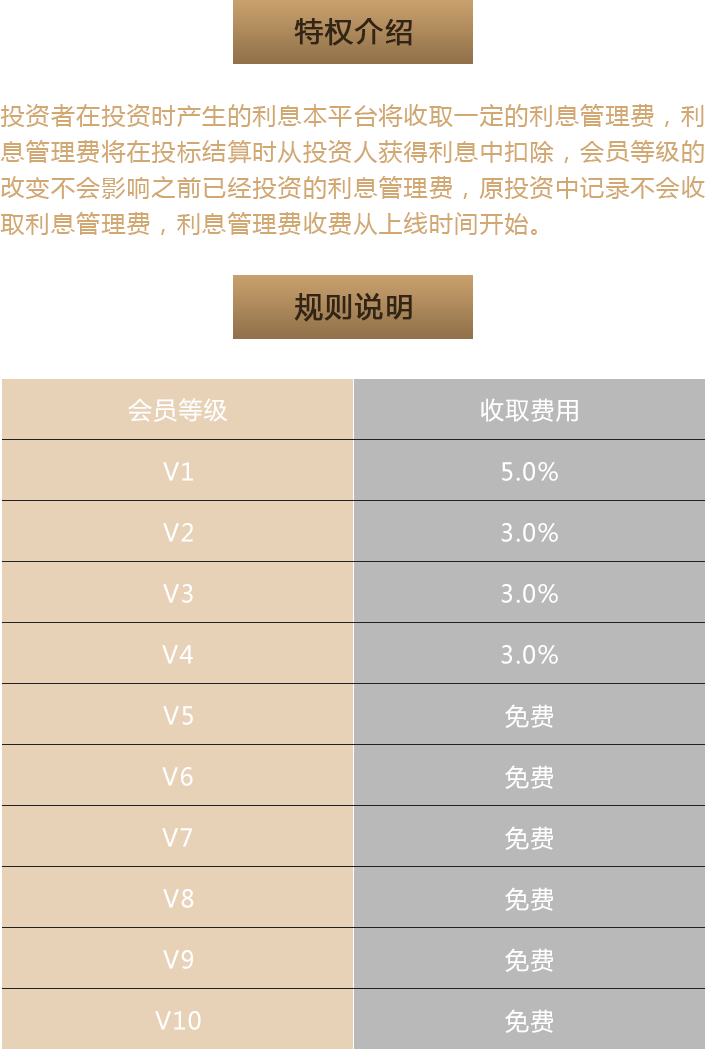 特权介绍
投资者在投资时产生的利息本平台将收取一定的利息管理费，利
息管理费将在投标结算时从投资人获得利息中扣除，会员等级的
改变不会影响之前已经投资的利息管理费，原投资中记录不会收
取利息管理费，利息管理费收费从上线时间开始。
规则说明
会员等级 收取费用
V1 5.0%
V2 3.0%
V3 3.0%
V4 3.0%
V5 免费
V6 免费
V7 免费
V8 免费
V9 免费
V10 免费